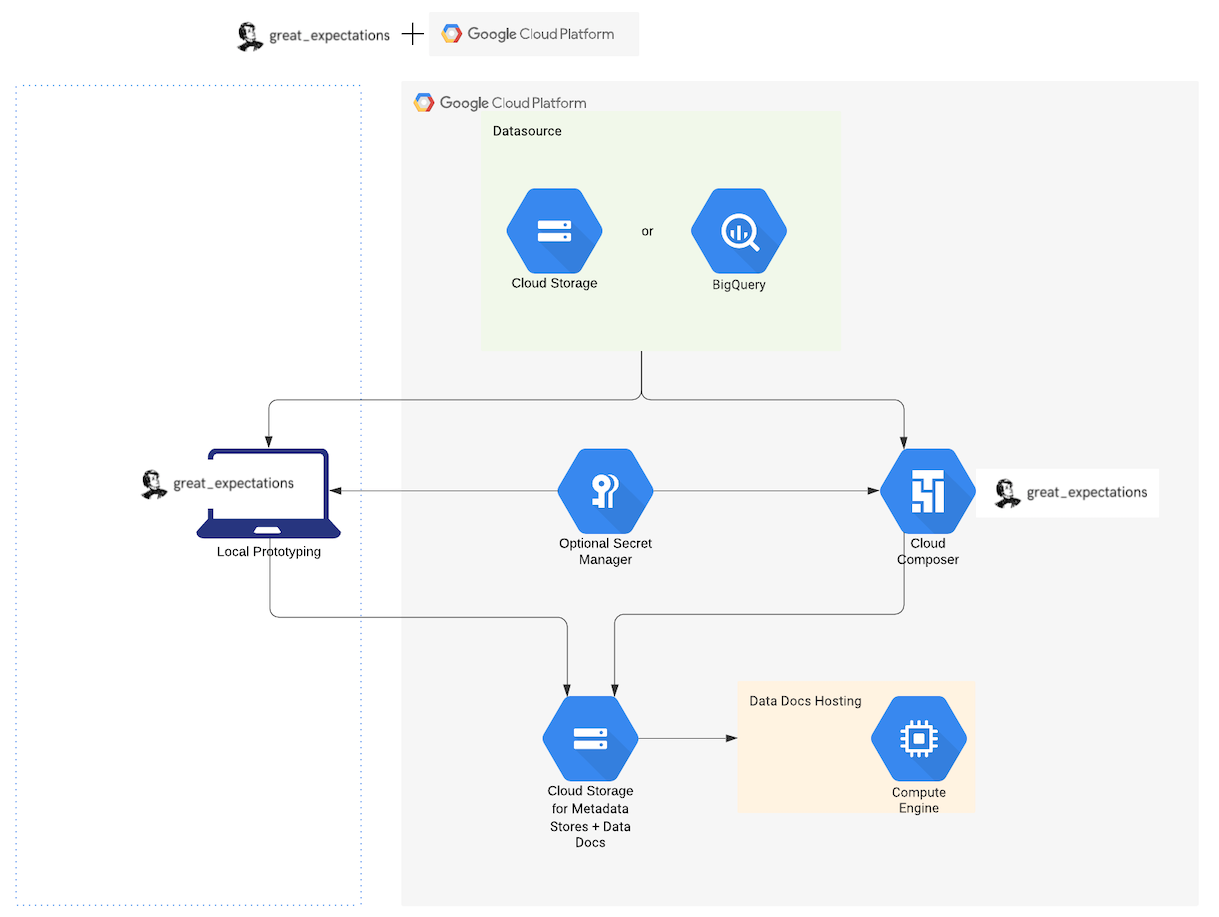 great_expectations
Google Cloud Platform
Google Cloud Platform
Datasource
Cloud Storage
or
BigQuery
great_expectations
Local Prototyping
Optional Secret
Manager
Cloud
Composer
great_expectations
Cloud Storage
for Metadata
Stores + Data
Docs
Data Docs Hosting
Compute
Engine